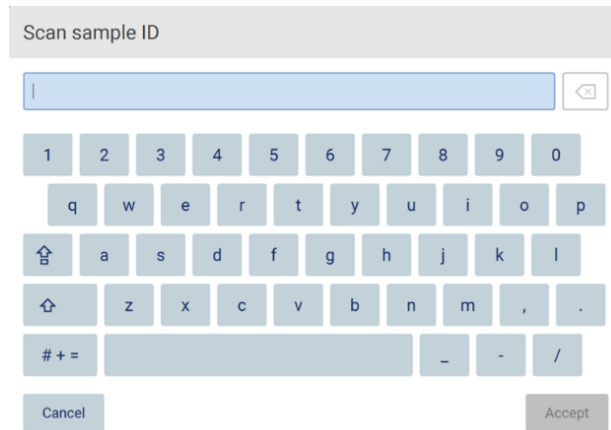 Scan sample ID
1 2 3 4 5 6 7 8 9 0
q w e r t y u i o p
a s d f g h j k l
z x c v b n m , .
# + = _ - /
Cancel Accept